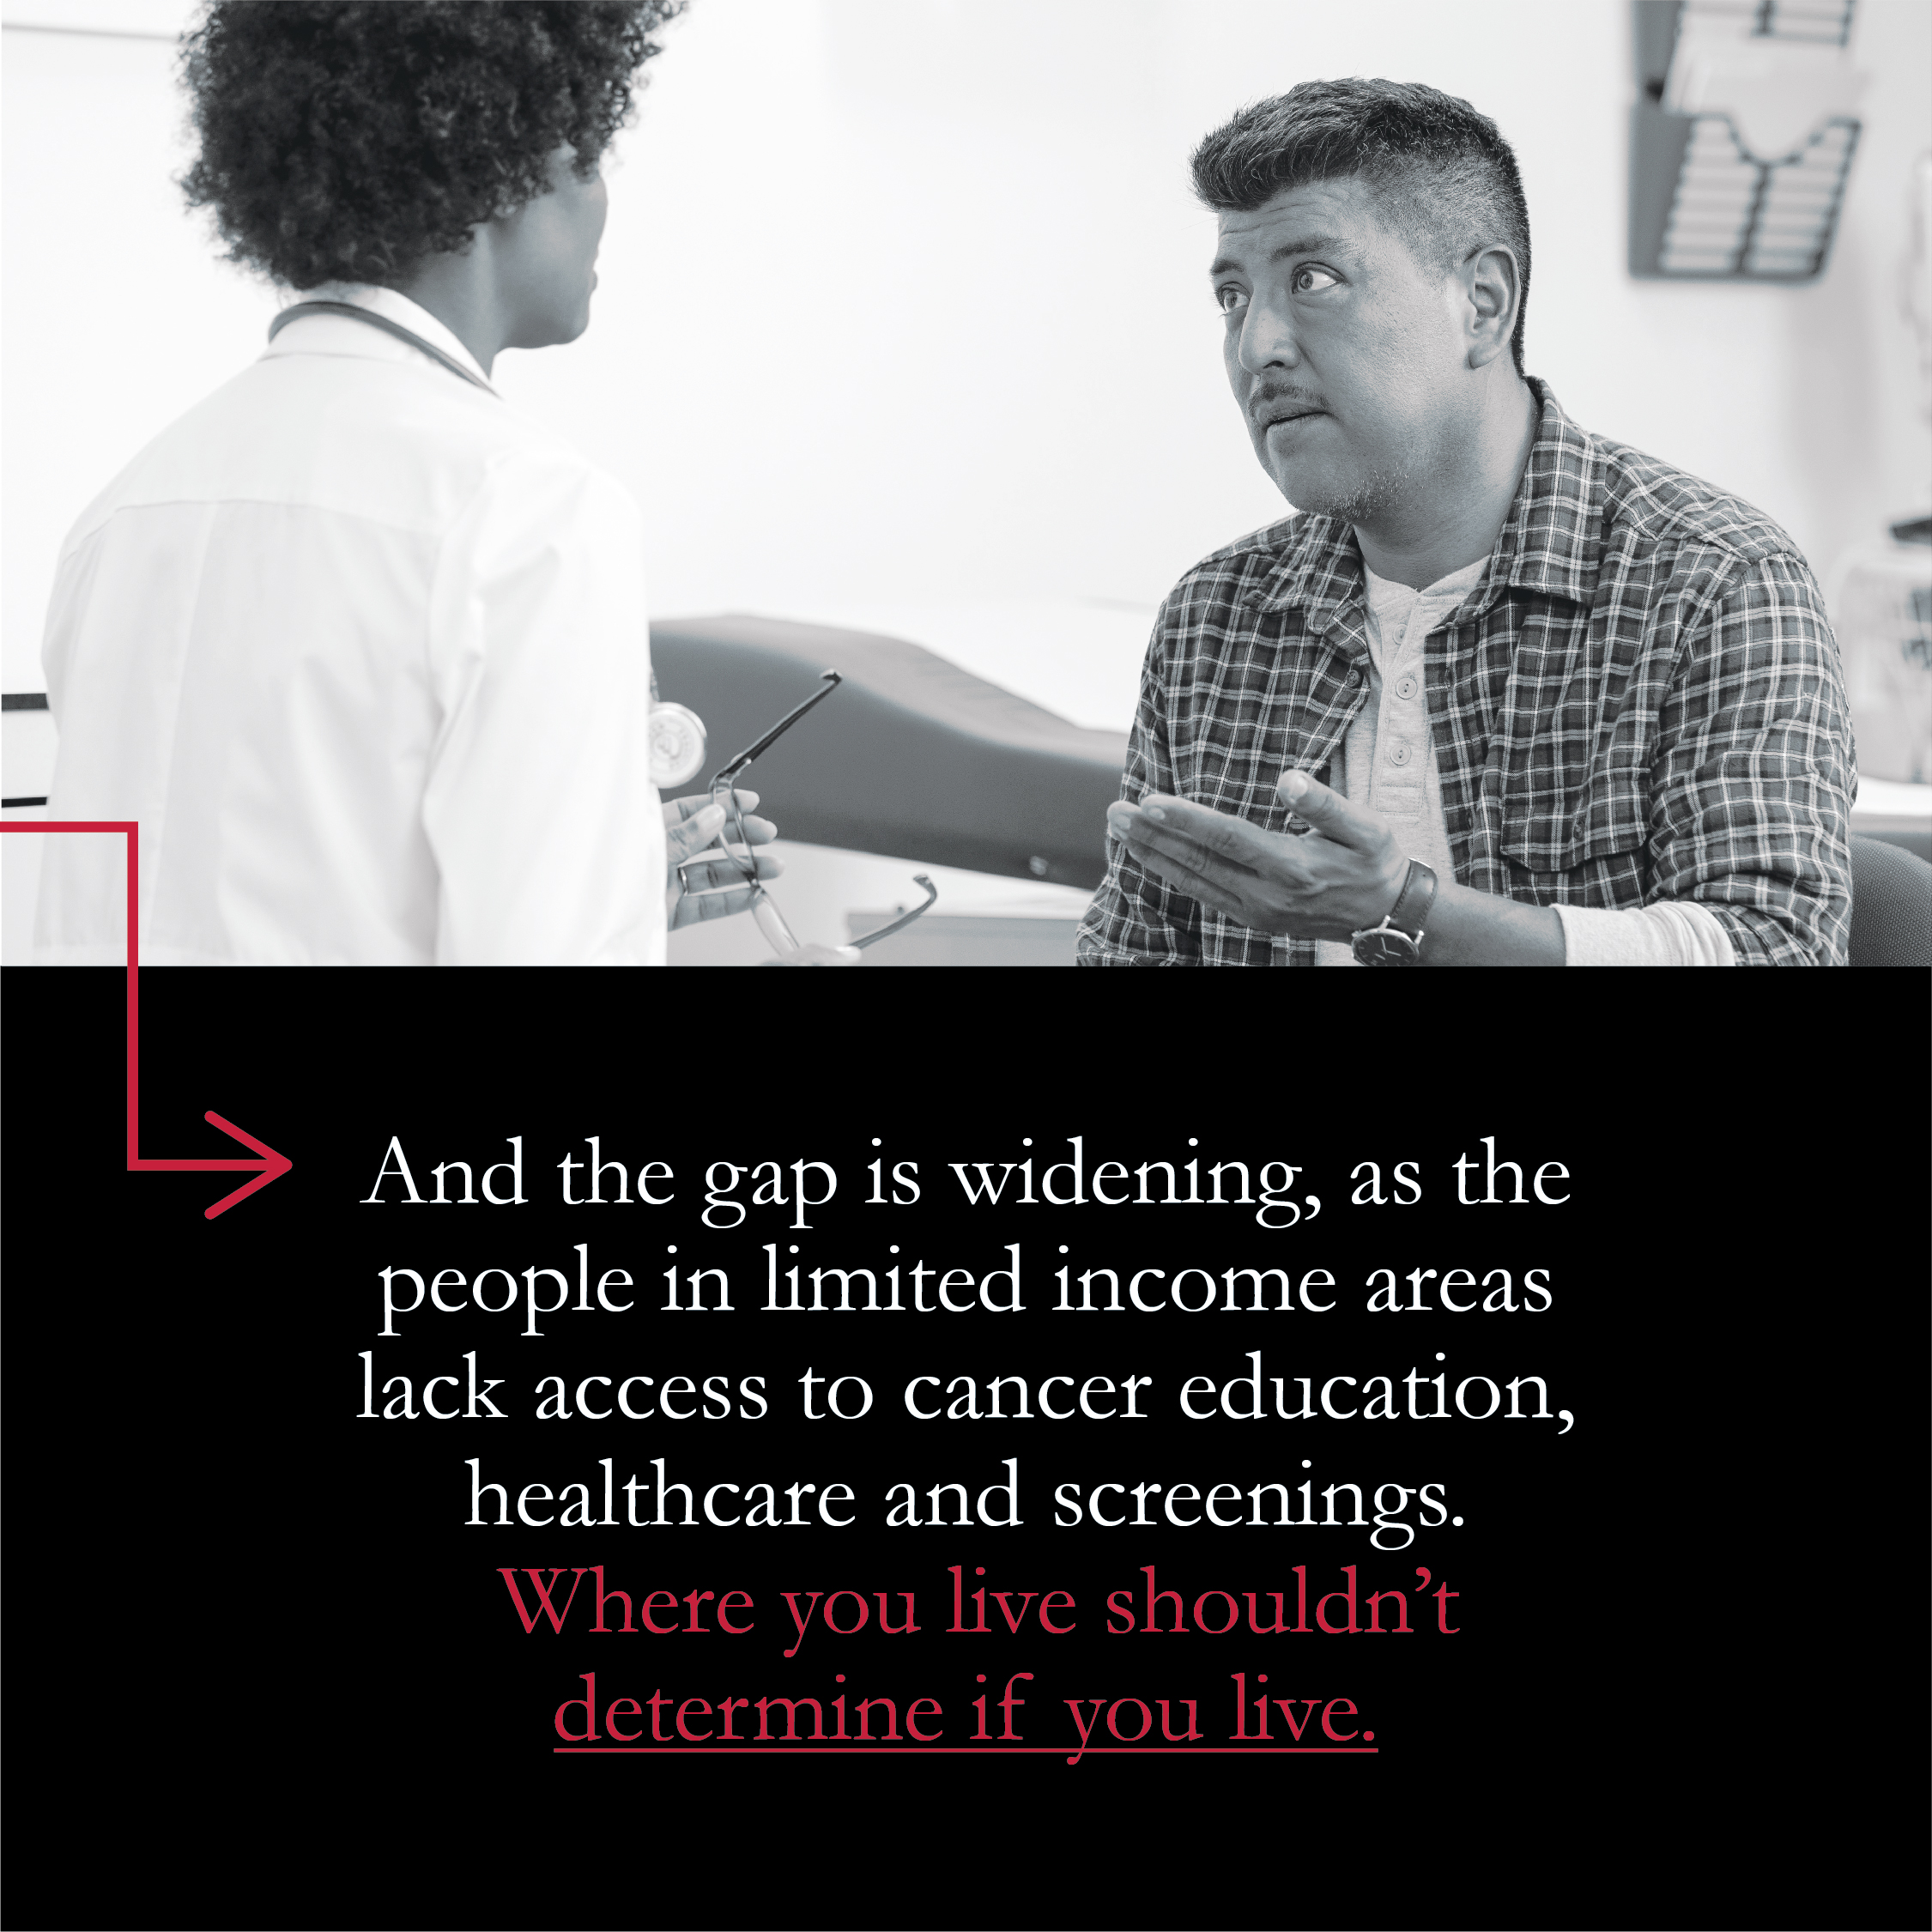 And the gap is widening, as the
people in limited income areas
lack access to cancer education,
healthcare and screenings.
Where you live shouldn’t
determine if you live.